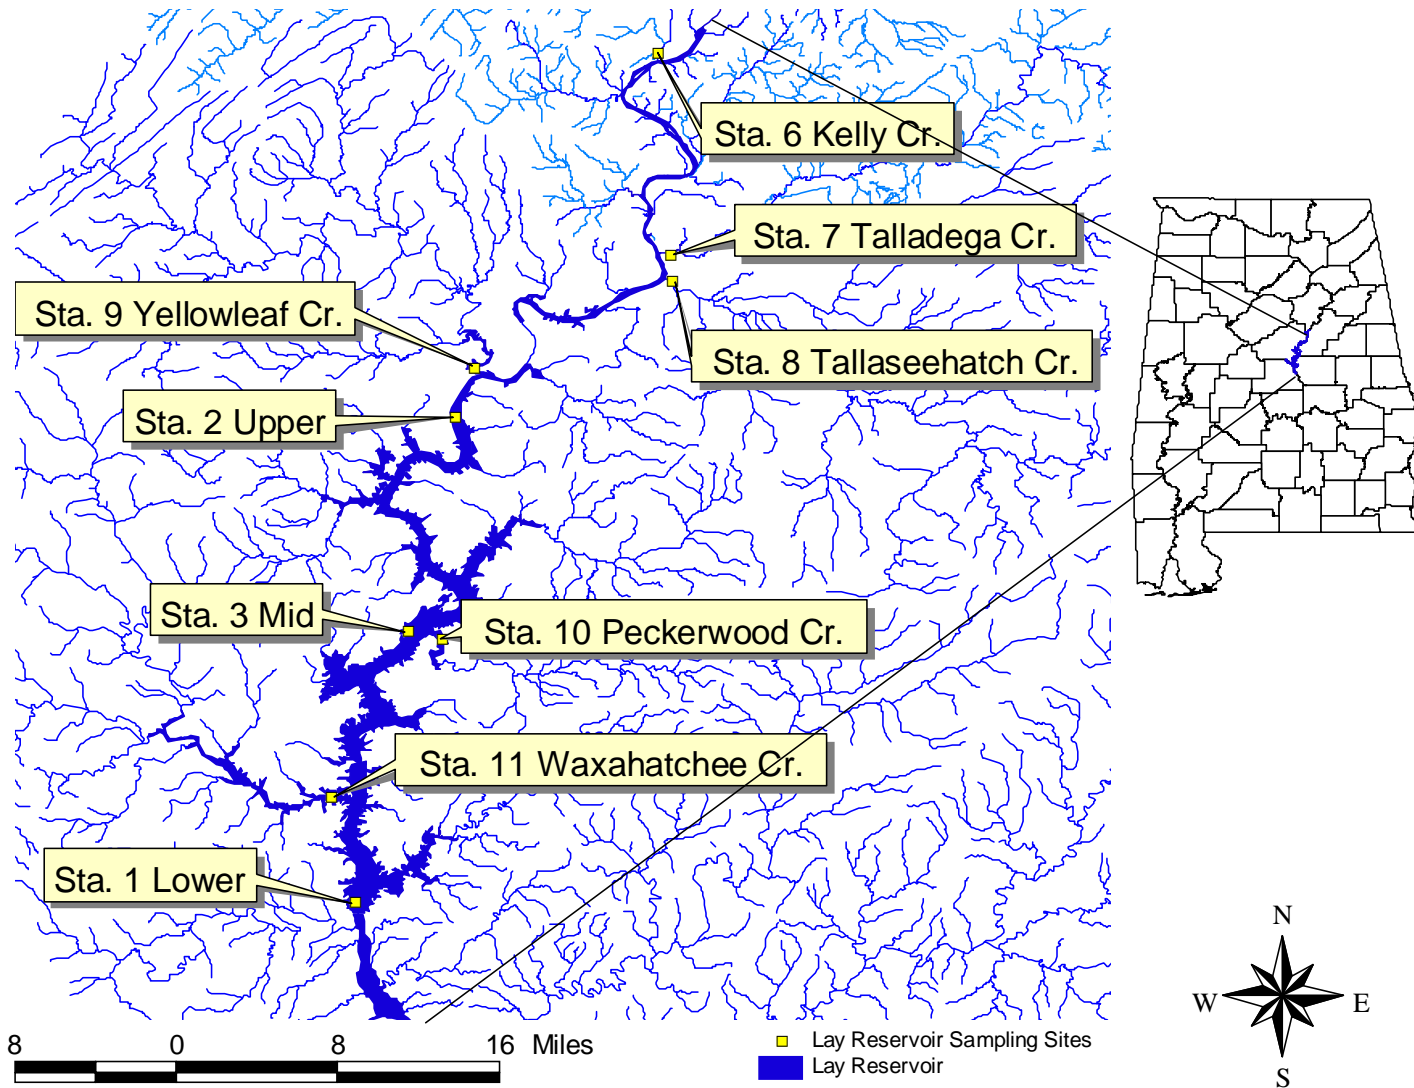 Sta. 6 Kelly Cr.
Sta. 7 Talladega Cr.
Sta. 9 Yellowleaf Cr.
Sta. 8 Tallaseehatch Cr.
Sta. 2 Upper
Sta. 3 Mid
Sta. 10 Peckerwood Cr.
Sta. 11 Waxahatchee Cr.
Sta. 1 Lower
N
W E
S
8 0 8 16 Miles
Lay Reservoir Sampling Sites
Lay Reservoir